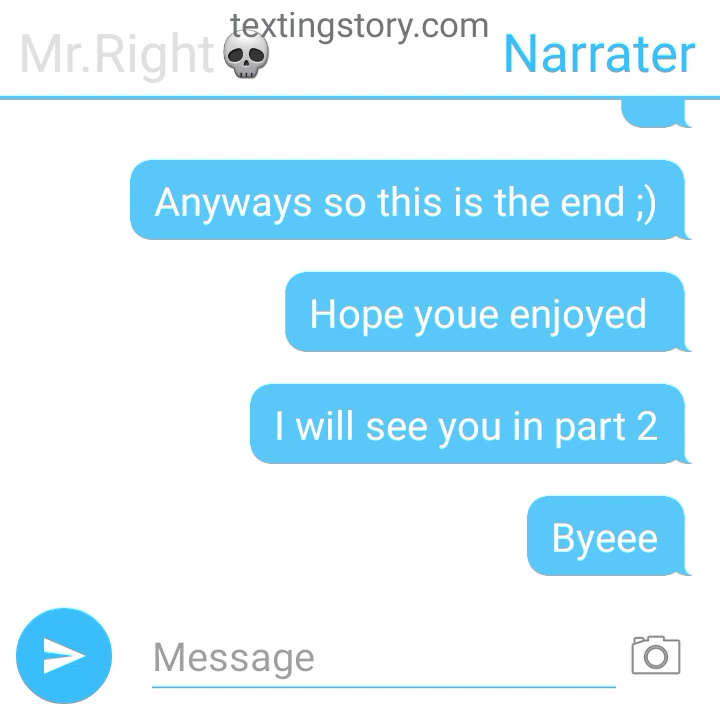 textingstory.com
Mr.Right💀 Narrater
Anyways so this is the end ;)
Hope youe enjoyed
I will see you in part 2
Byeee
Message